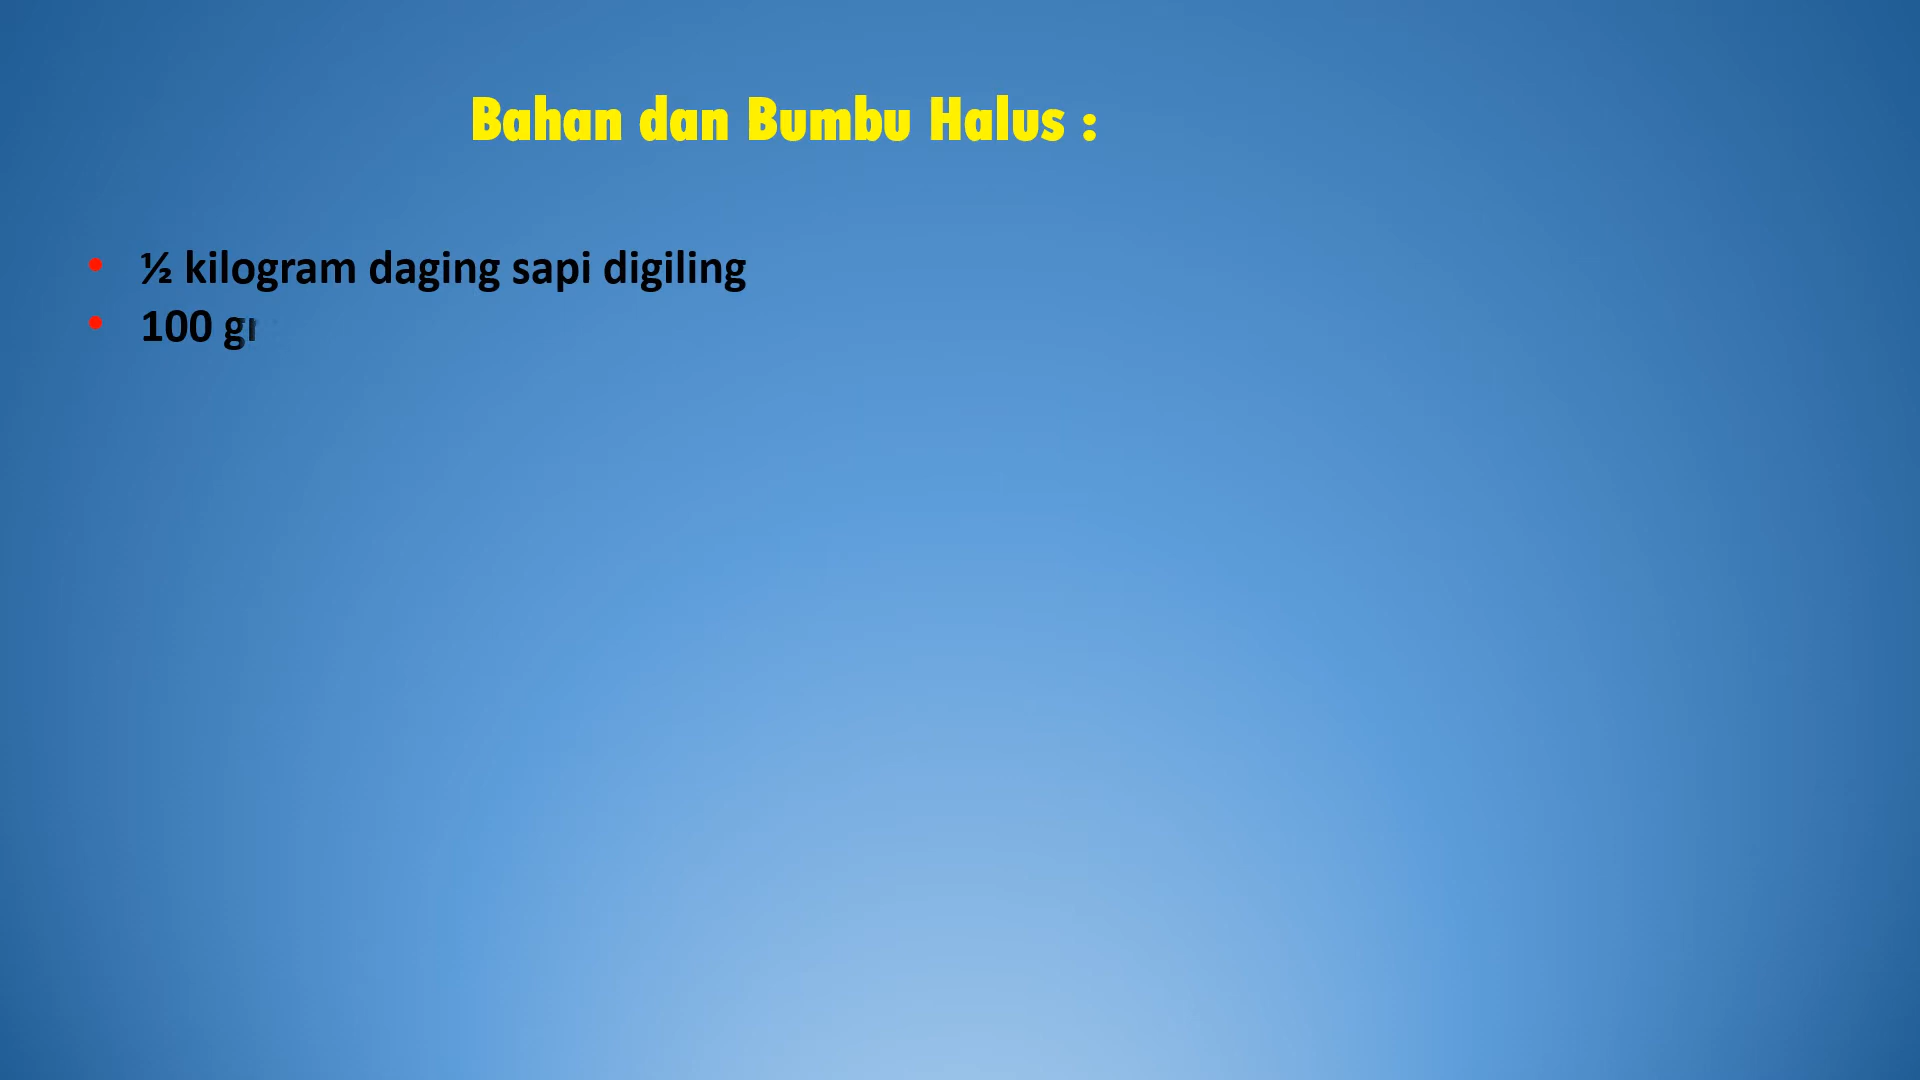 Bahan dan Bumbu Halus :
• ½ kilogram daging sapi digiling
• 100